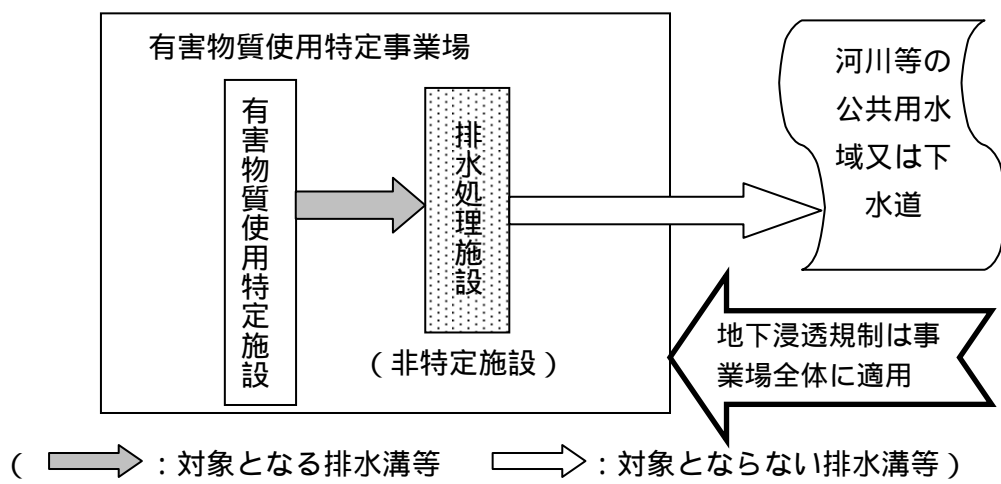 有害物質使用特定事業場
有害物質使用特定施設
排水処理施設
（非特定施設）
河川等の
公共用水
域又は下
水道
地下浸透規制は事
業場全体に適用
（ ：対象となる排水溝等 ：対象とならない排水溝等）